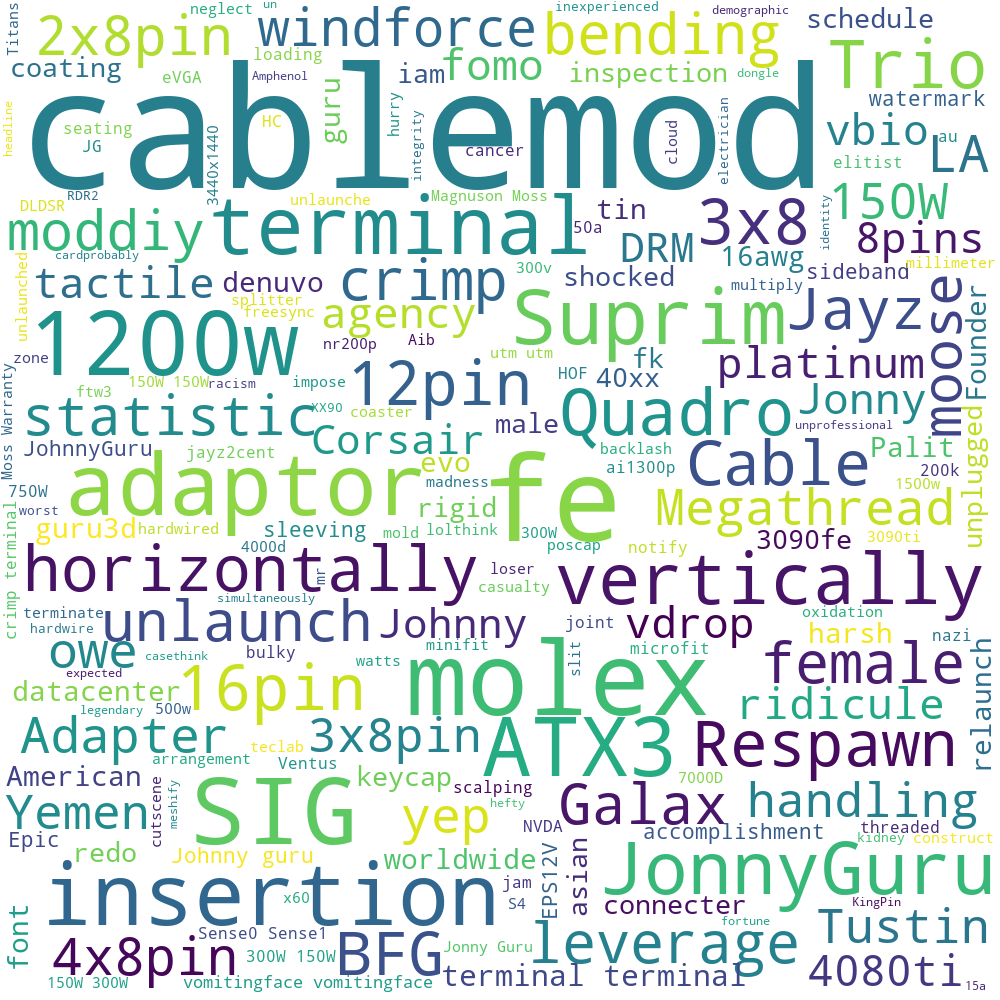 Titans
neglect
un
inexperienced
demographic
2x8pin
windforce
bending
schedule
coating
eVGA
loading
Amphenol
iam
fomo
inspection
dongle
Trio
headline
cablemod
seating
JG
3440x1440
HC
guru
hurry
integrity
cancer
cloud
electrician
watermark
vbio
au
elitist
LA
RDR2
DLDSR
unlaunche
Magnuson Moss
50a
tin
3x8
identity
150W
moddiy
terminal
cardprobably
DRM
16awg
8pins
unlaunched
tactile
denuvo
crimp
300v
shocked
multiply
sideband
millimeter
splitter
freesync
agency
Suprim
Jayz
moose
Founder
1200w
nr200p
Aib
utm utm
fk
zone
150W 150W
racism
impose
12pin
HOF
40xx
platinum
Moss Warranty
ftw3
XX90
coaster
statistic
male
Quadro
Jonny
unprofessional
JohnnyGuru
jayz2cent
Corsair
evo
backlash
ai1300p
Cable
Palit
200k
unplugged
750W
adaptor
madness
fe
1500w
worst
rigid
Megathread
crimp terminal
guru3d
hardwired
sleeving
mold
lolthink
300W
4000d
poscap
notify
3090fe
3090ti
horizontally
mr
loser
casualty
vertically
simultaneously
terminate
hardwire
unlaunch
Johnny
joint
vdrop
oxidation
harsh
nazi
owe
casethink
bulky
minifit
watts
slit
microfit
female
relaunch
expected
datacenter
16pin
molex
ridicule
legendary
500w
Adapter
teclab
3x8pin
ATX3
Respawn
arrangement
Ventus
American
cutscene
meshify
keycap
scalping
7000D
Yemen
SIG
yep
hefty
Galax
handling
Epic
NVDA
accomplishment
threaded
redo
Johnny guru
worldwide
kidney
construct
insertion
jam
EPS12V
asian
JonnyGuru
x60
S4
connecter
KingPin
font
Sense0 Sense1
fortune
4x8pin
300W 150W
BFG
Jonny Guru
leverage
Tustin
150W 300W
vomitingface vomitingface
terminal terminal
4080ti
15a